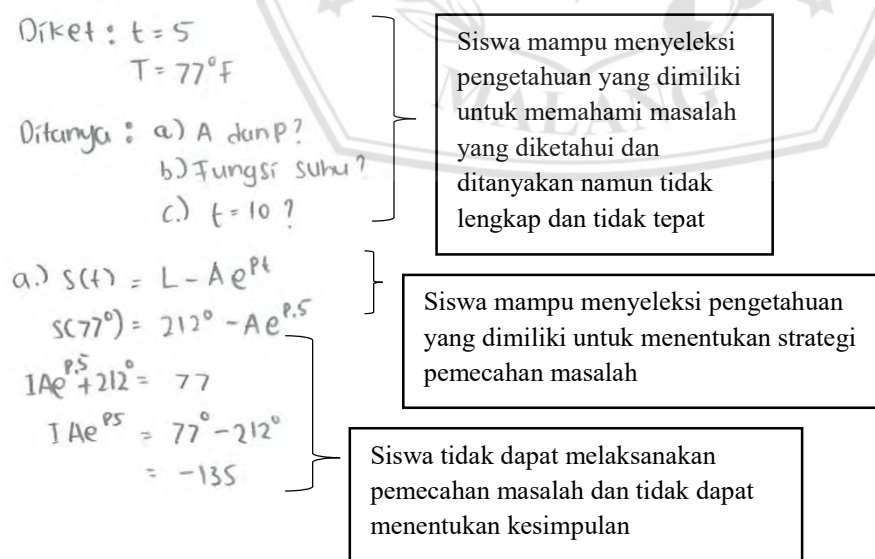 Diket : t = 5
T = 77°F
Ditanya : a) A dan P?
b) Fungsi suhu?
c.) t = 10 ?
Siswa mampu menyeleksi
pengetahuan yang dimiliki
untuk memahami masalah
yang diketahui dan
ditanyakan namun tidak
lengkap dan tidak tepat
MALANG
a.) S(t) = L - Ae^{Pt}
S(77°) = 212° - Ae^{P.5}
Siswa mampu menyeleksi pengetahuan
yang dimiliki untuk menentukan strategi
pemecahan masalah
IAe^{P.5} + 212° = 77
IAe^{P5} = 77° - 212°
= -135
Siswa tidak dapat melaksanakan
pemecahan masalah dan tidak dapat
menentukan kesimpulan